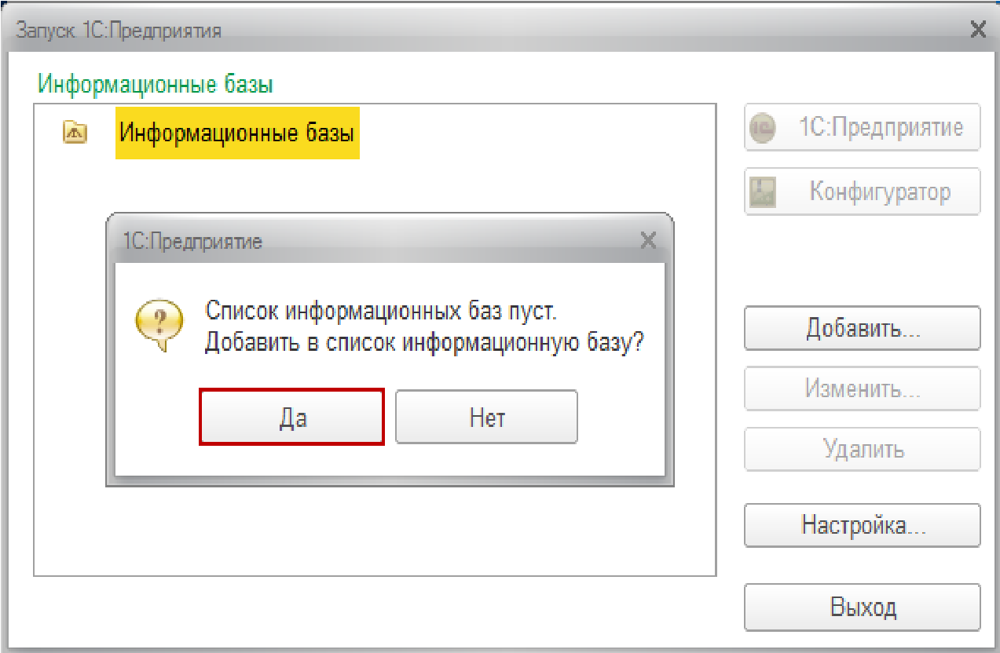 Запуск 1С:Предприятия
Информационные базы
Информационные базы
1С:Предприятие
Конфигуратор
1С:Предприятие
Список информационных баз пуст.
Добавить в список информационную базу?
Да
Нет
Добавить...
Изменить...
Удалить
Настройка...
Выход